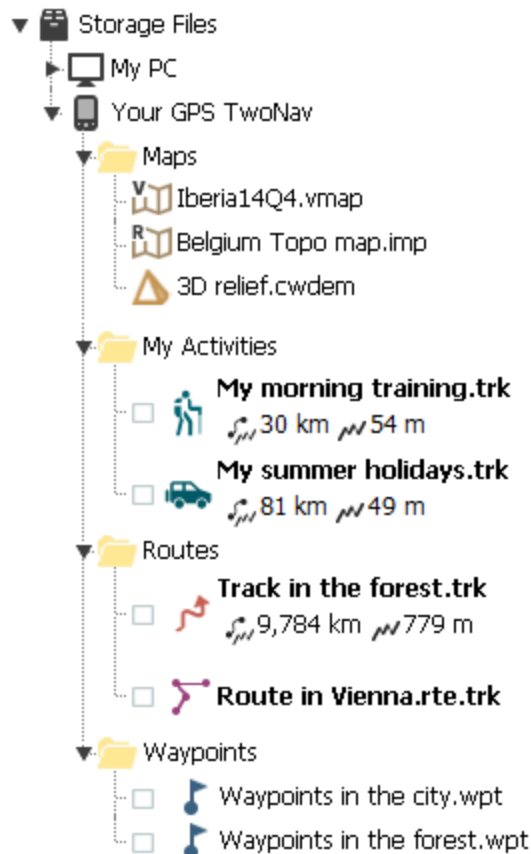 Storage Files
My PC
Your GPS TwoNav
Maps
V
Iberia14Q4.vmap
R
Belgium Topo map.imp
3D relief.cwdem
My Activities
My morning training.trk
30 km 54 m
My summer holidays.trk
81 km 49 m
Routes
Track in the forest.trk
9,784 km 779 m
Route in Vienna.rte.trk
Waypoints
Waypoints in the city.wpt
Waypoints in the forest.wpt